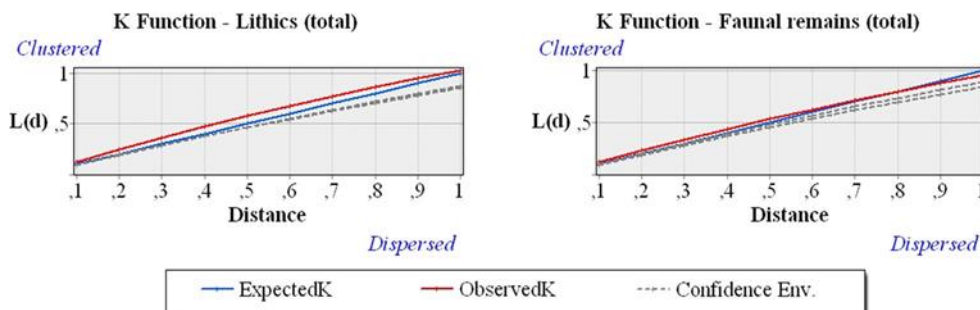 K Function - Lithics (total)
Clustered
1
L(d) ,5
,1 ,2 ,3 ,4 ,5 ,6 ,7 ,8 ,9 1
Distance
Dispersed
K Function - Faunal remains (total)
Clustered
1
L(d) ,5
,1 ,2 ,3 ,4 ,5 ,6 ,7 ,8 ,9
Distance
Dispersed
ExpectedK ObservedK Confidence Env.